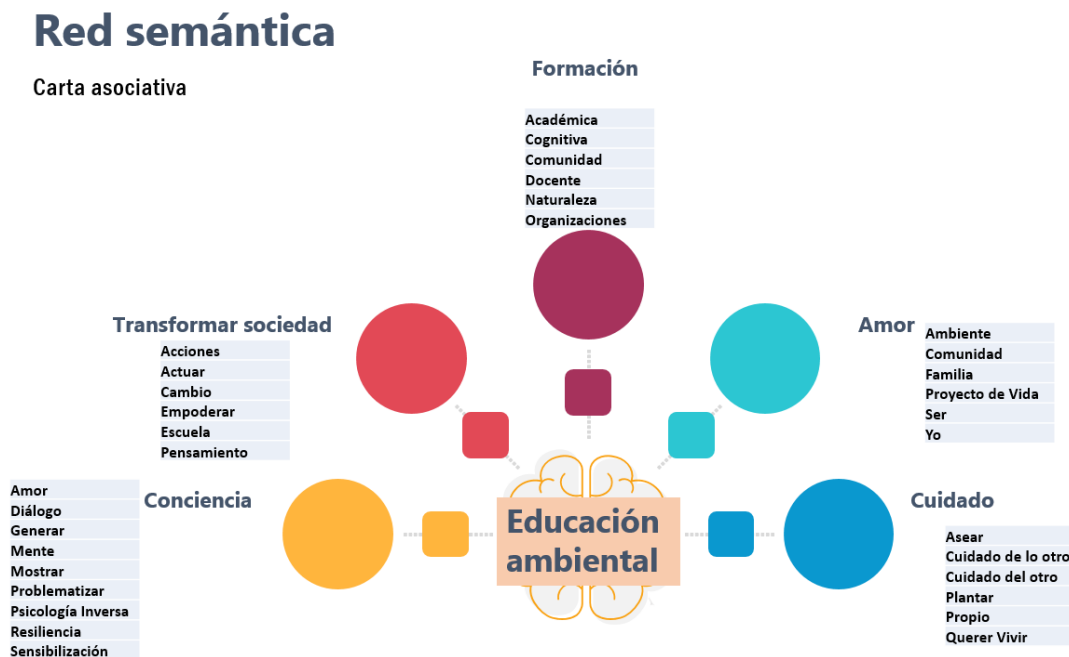 Red semántica
Carta asociativa
Formación
Académica
Cognitiva
Comunidad
Docente
Naturaleza
Organizaciones
Transformar sociedad
Acciones
Actuar
Cambio
Empoderar
Escuela
Pensamiento
Amor
Ambiente
Comunidad
Familia
Proyecto de Vida
Ser
Yo
Conciencia
Amor
Diálogo
Generar
Mente
Mostrar
Problematizar
Psicología Inversa
Resiliencia
Sensibilización
Educación
ambiental
Cuidado
Asear
Cuidado de lo otro
Cuidado del otro
Plantar
Propio
Querer Vivir